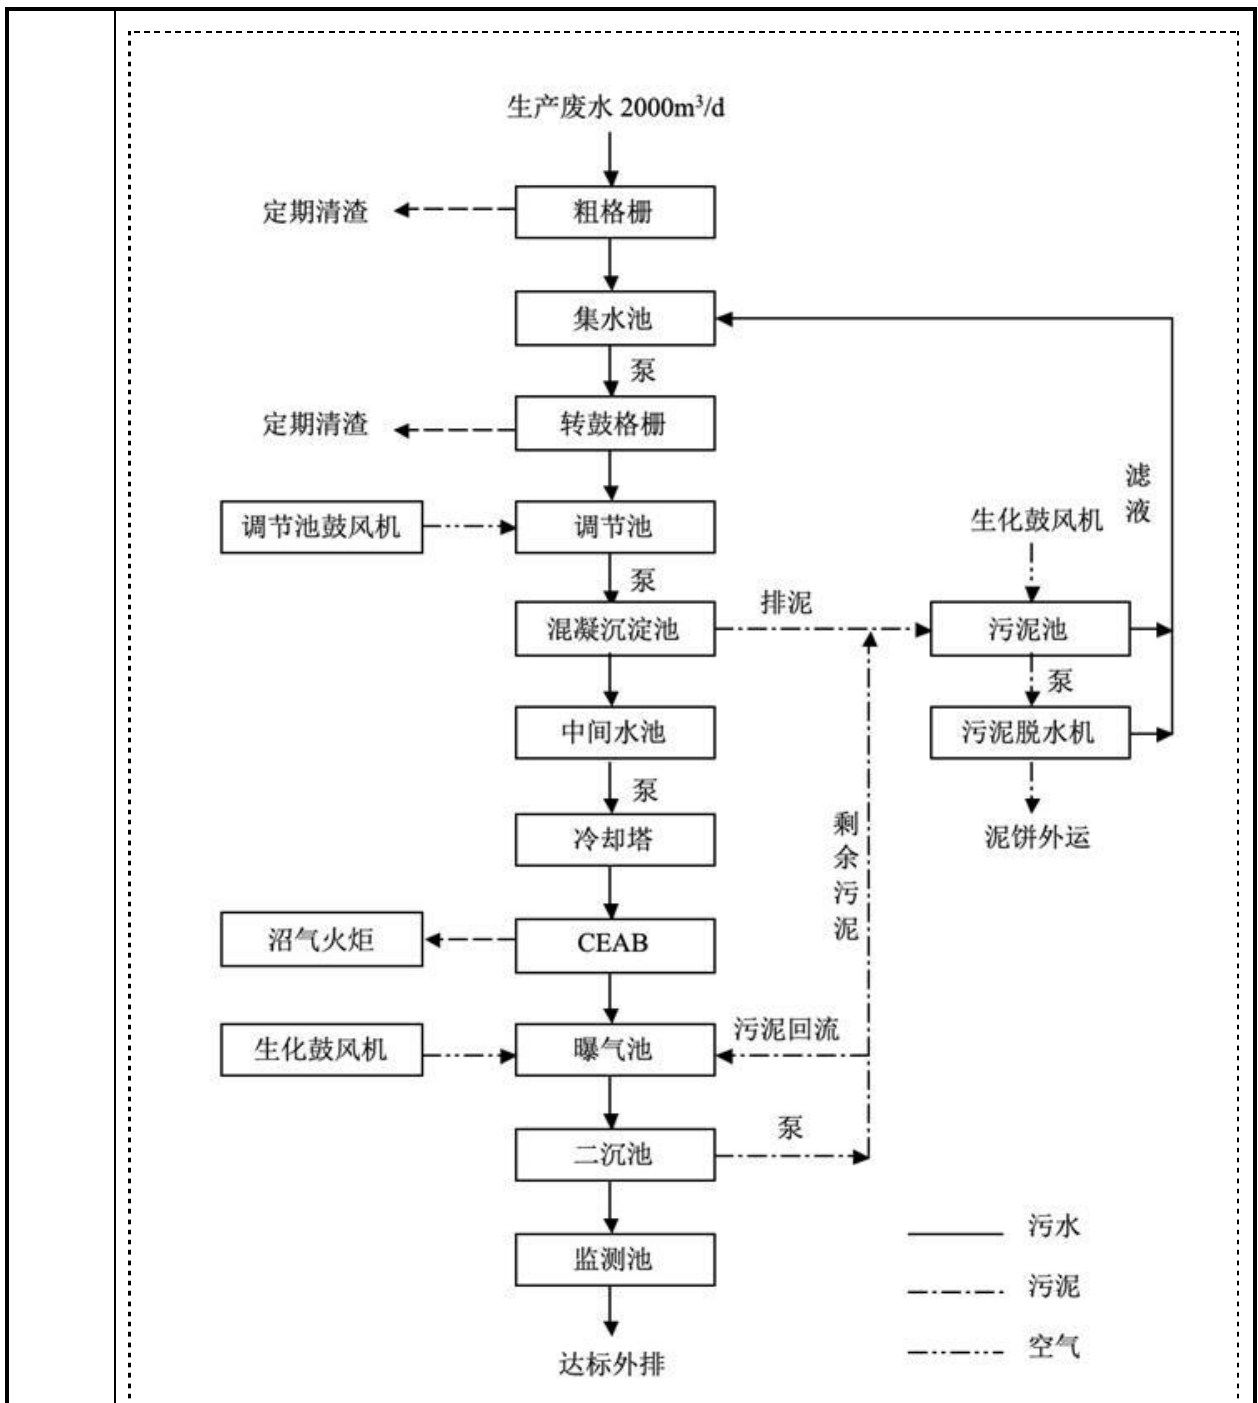 生产废水 2000m³/d
定期清渣
粗格栅
集水池
泵
定期清渣
转鼓格栅
滤液
调节池鼓风机
调节池
生化鼓风机
泵
混凝沉淀池
排泥
污泥池
泵
中间水池
污泥脱水机
泵
冷却塔
剩余污泥
泥饼外运
沼气火炬
CEAB
生化鼓风机
曝气池
污泥回流
二沉池
泵
监测池
达标外排
污水
污泥
空气